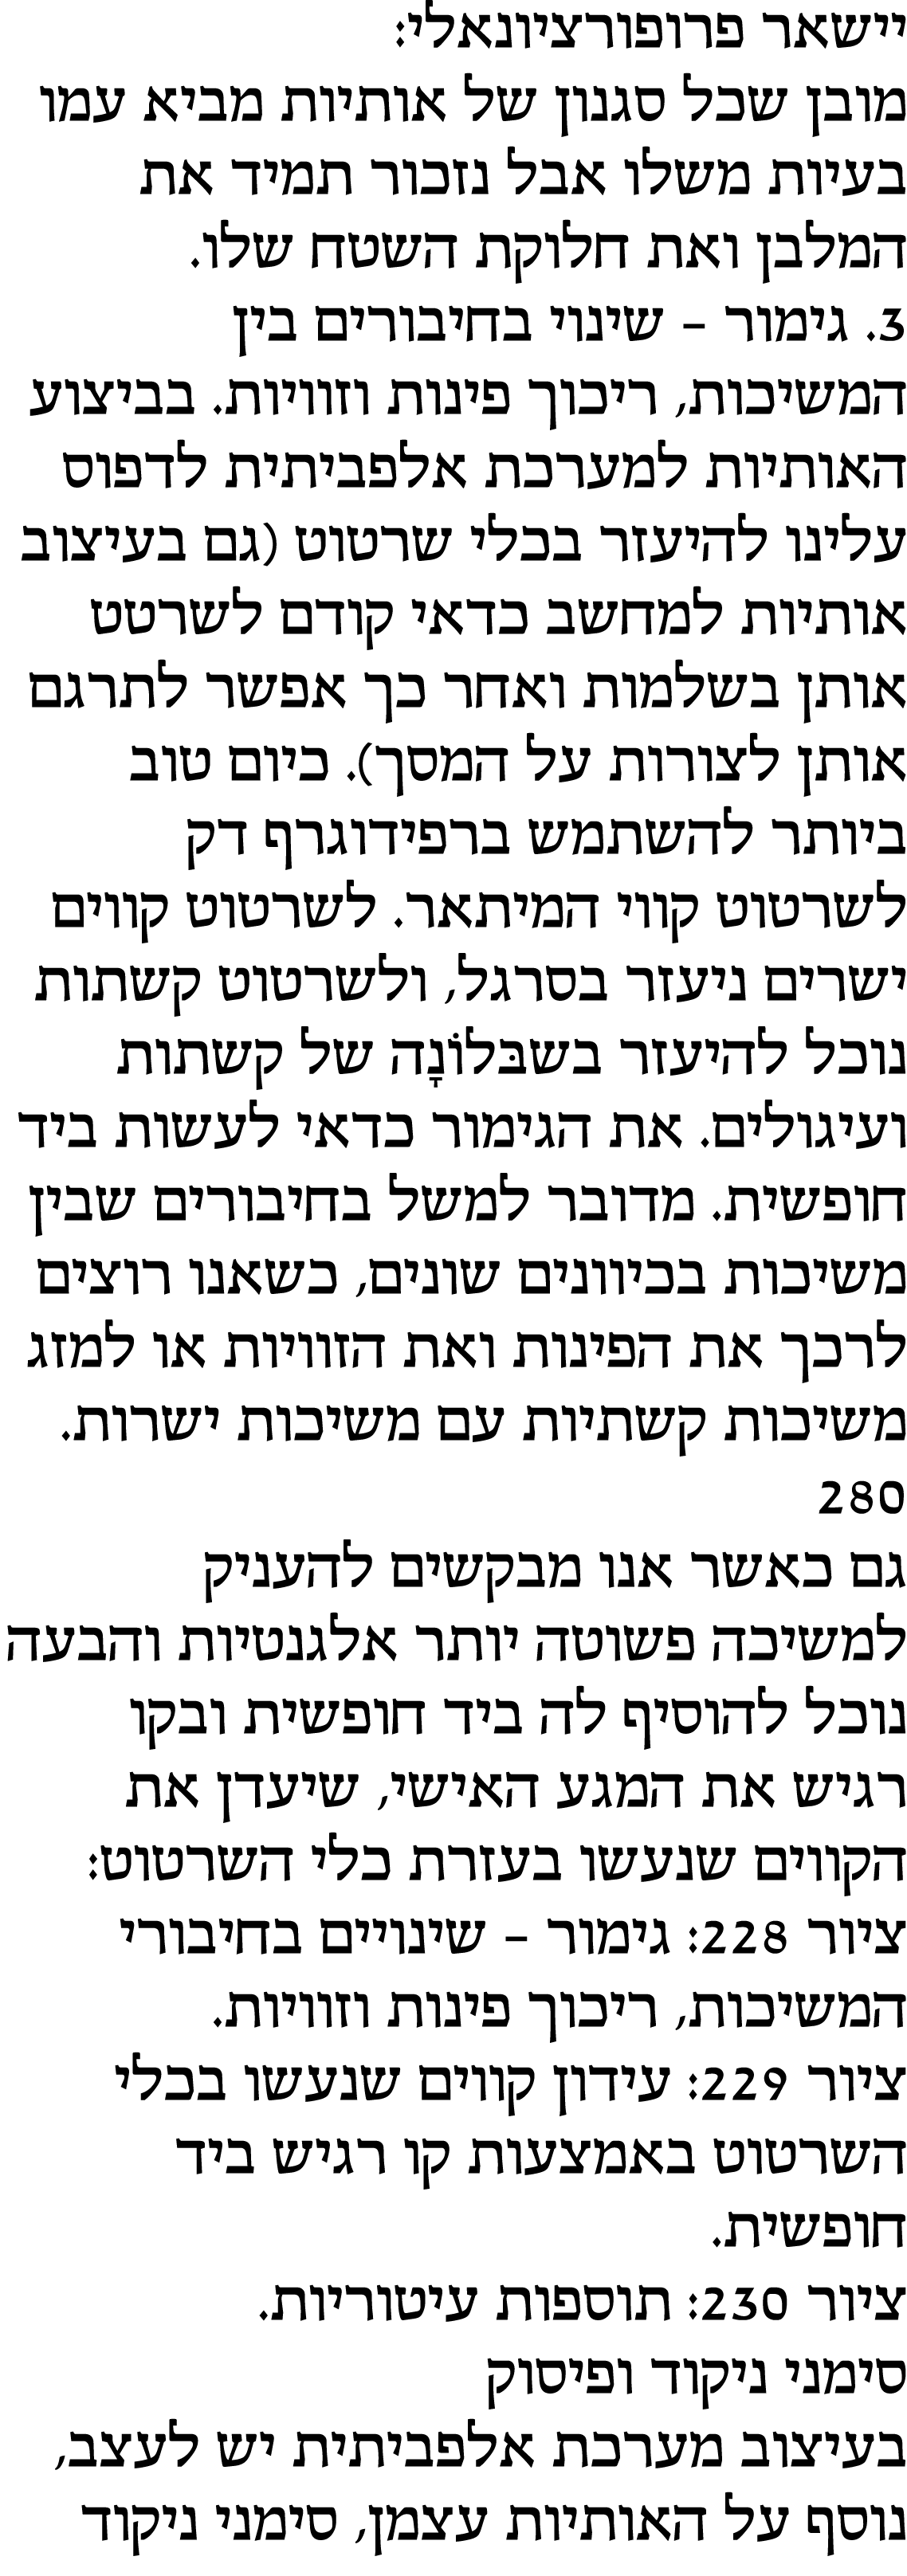 יישאר פרופורציונאלי:
מובן שכל סגנון של אותיות מביא עמו
בעיות משלו אבל נזכור תמיד את
המלבן ואת חלוקת השטח שלו.
3. גימור – שינוי בחיבורים בין
המשיכות, ריכוך פינות וזוויות. בביצוע
האותיות למערכת אלפביתית לדפוס
עלינו להיעזר בכלי שרטוט (גם בעיצוב
אותיות למחשב כדאי קודם לשרטט
אותן בשלמות ואחר כך אפשר לתרגם
אותן לצורות על המסך). כיום טוב
ביותר להשתמש ברפידוגרף דק
לשרטוט קווי המיתאר. לשרטוט קווים
ישרים ניעזר בסרגל, ולשרטוט קשתות
נוכל להיעזר בשבּלוֹנָה של קשתות
ועיגולים. את הגימור כדאי לעשות ביד
חופשית. מדובר למשל בחיבורים שבין
משיכות בכיוונים שונים, כשאנו רוצים
לרכך את הפינות ואת הזוויות או למזג
משיכות קשתיות עם משיכות ישרות.
280
גם כאשר אנו מבקשים להעניק
למשיכה פשוטה יותר אלגנטיות והבעה
נוכל להוסיף לה ביד חופשית ובקו
רגיש את המגע האישי, שיעדן את
הקווים שנעשו בעזרת כלי השרטוט:
ציור 228: גימור – שינויים בחיבורי
המשיכות, ריכוך פינות וזוויות.
ציור 229: עידון קווים שנעשו בכלי
השרטוט באמצעות קו רגיש ביד
חופשית.
ציור 230: תוספות עיטוריות.
סימני ניקוד ופיסוק
בעיצוב מערכת אלפביתית יש לעצב,
נוסף על האותיות עצמן, סימני ניקוד